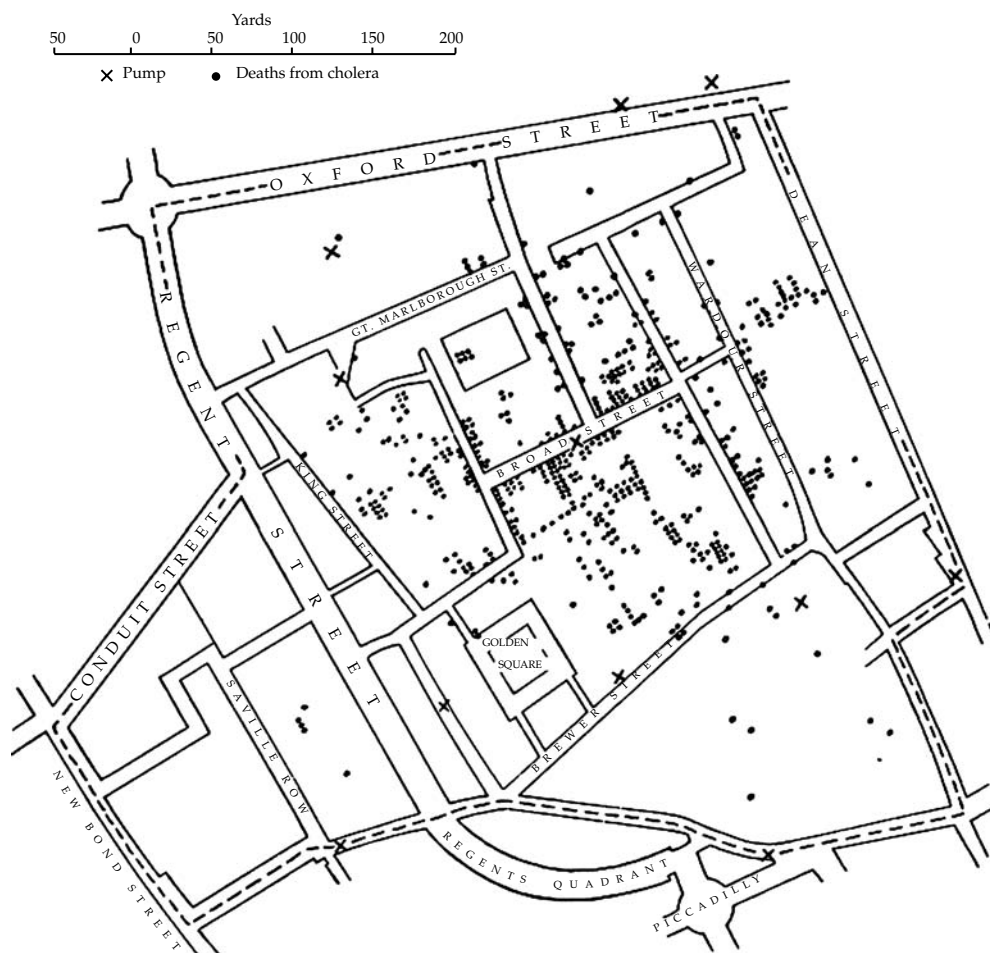 Yards
50 0 50 100 150 200
Pump Deaths from cholera
OXFORD STREET
DEAN STREET
REGENT STREET
GT. MARLBOROUGH ST.
WARDOUR STREET
BROAD STREET
KING STREET
CONDUIT STREET
GOLDEN
SQUARE
BREWER STREET
SAVILLE ROW
NEW BOND STREET
REGENTS QUADRANT
PICCADILLY